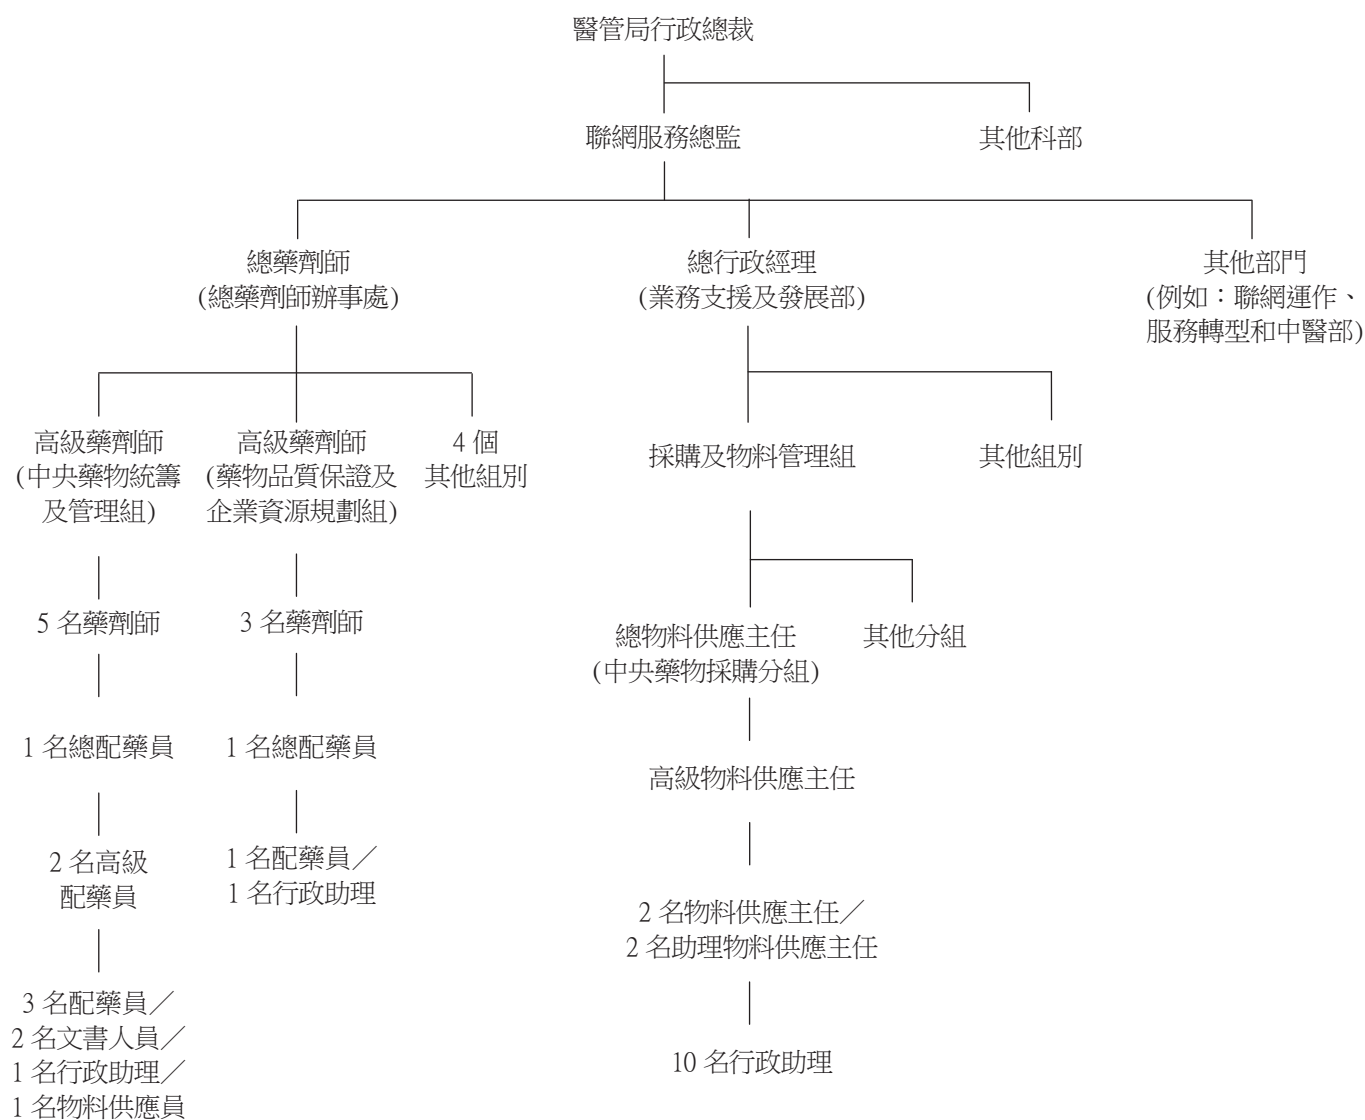 醫管局行政總裁
聯網服務總監
其他科部
總藥劑師
(總藥劑師辦事處)
總行政經理
(業務支援及發展部)
其他部門
(例如：聯網運作、
服務轉型和中醫部)
高級藥劑師
(中央藥物統籌
及管理組)
高級藥劑師
(藥物品質保證及
企業資源規劃組)
4 個
其他組別
採購及物料管理組
其他組別
5 名藥劑師
3 名藥劑師
總物料供應主任
(中央藥物採購分組)
其他分組
1 名總配藥員
1 名總配藥員
高級物料供應主任
2 名高級
配藥員
1 名配藥員／
1 名行政助理
2 名物料供應主任／
2 名助理物料供應主任
3 名配藥員／
2 名文書人員／
1 名行政助理／
1 名物料供應員
10 名行政助理